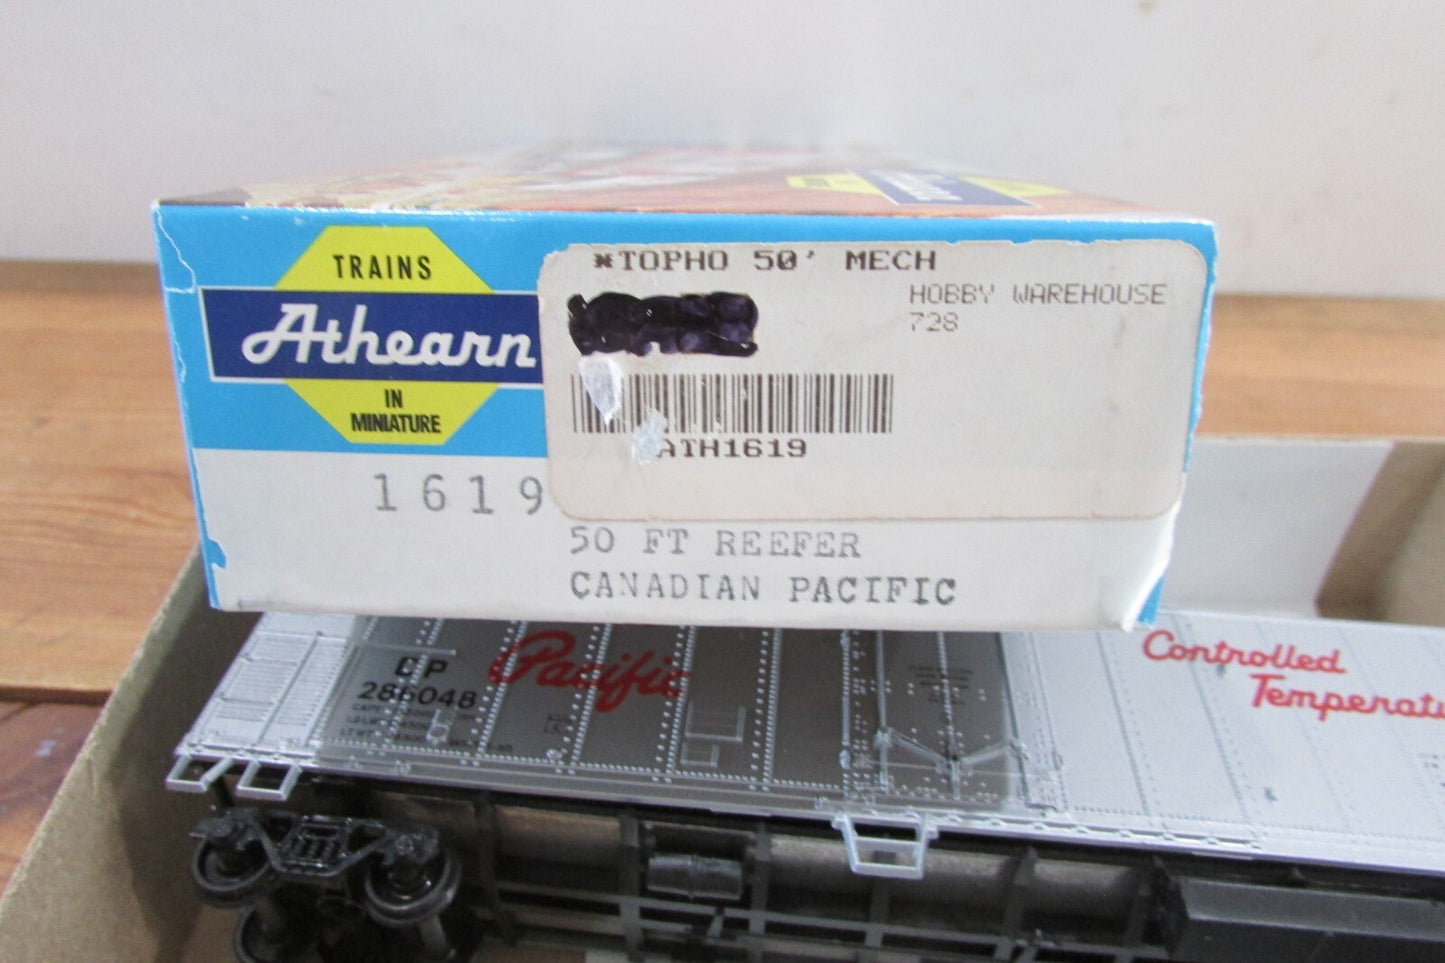 TRAINS
Athearn
IN
MINIATURE
*TOPHO 50' MECH
HOBBY WAREHOUSE
728
ATH1619
1619
50 FT REEFER
CANADIAN PACIFIC
CP
286048
Pacific
Controlled